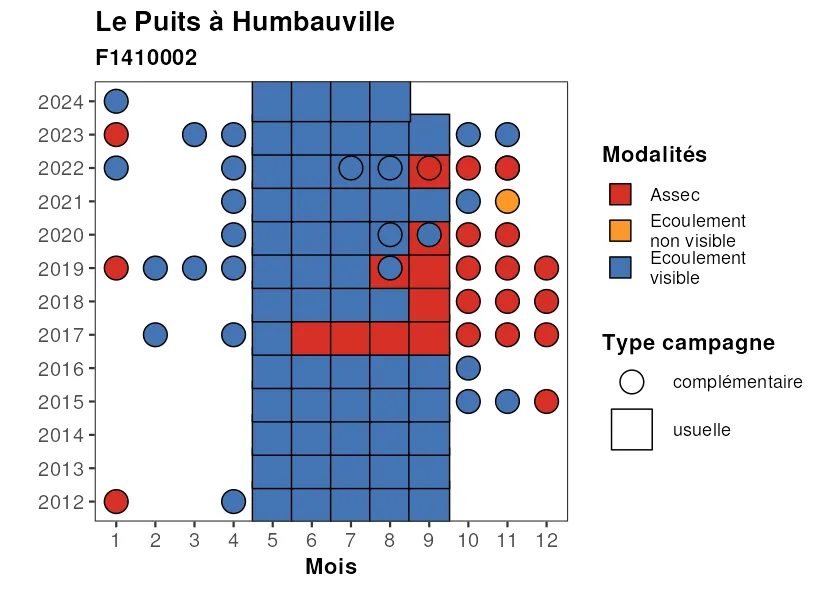 Le Puits à Humbauville
F1410002
2024
2023
2022
2021
2020
2019
2018
2017
2016
2015
2014
2013
2012
1 2 3 4 5 6 7 8 9 10 11 12
Mois
Modalités
Assec
Ecoulement
non visible
Ecoulement
visible
Type campagne
complémentaire
usuelle